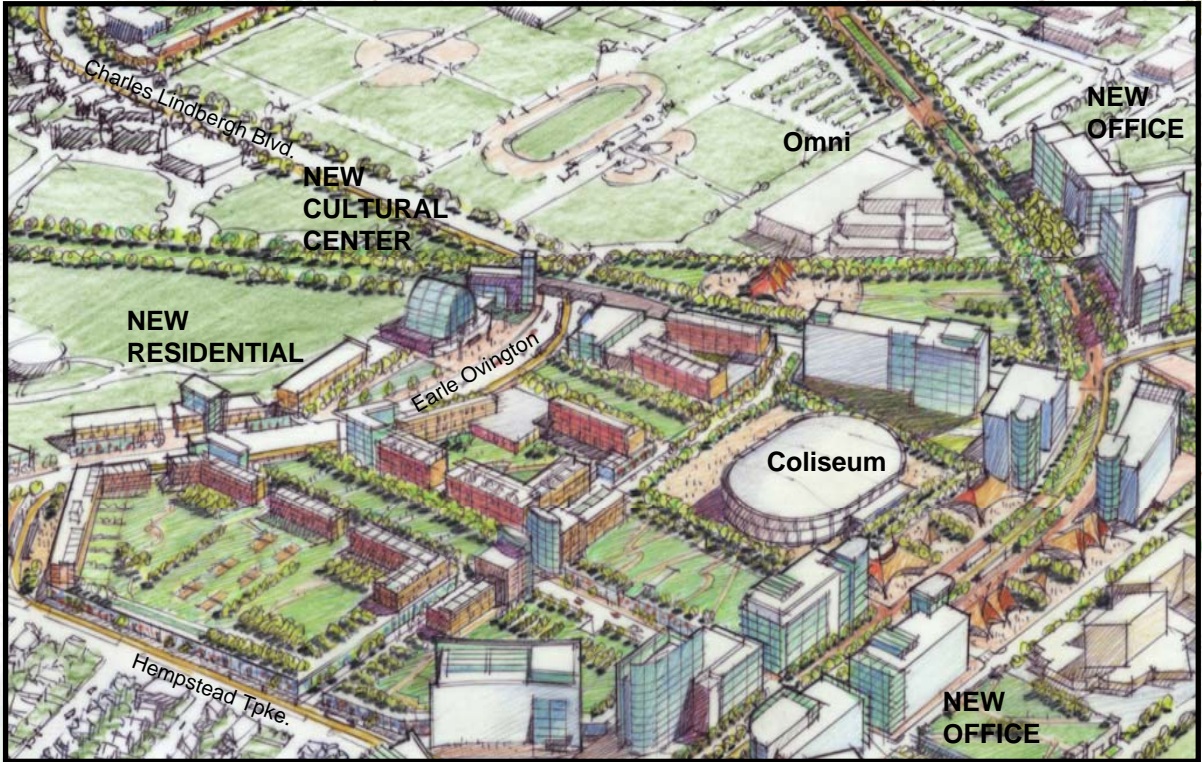 Charles Lindbergh Blvd.
NEW
OFFICE
Omni
NEW
CULTURAL
CENTER
NEW
RESIDENTIAL
Earle Ovington
Coliseum
Hempstead Tpke.
NEW
OFFICE